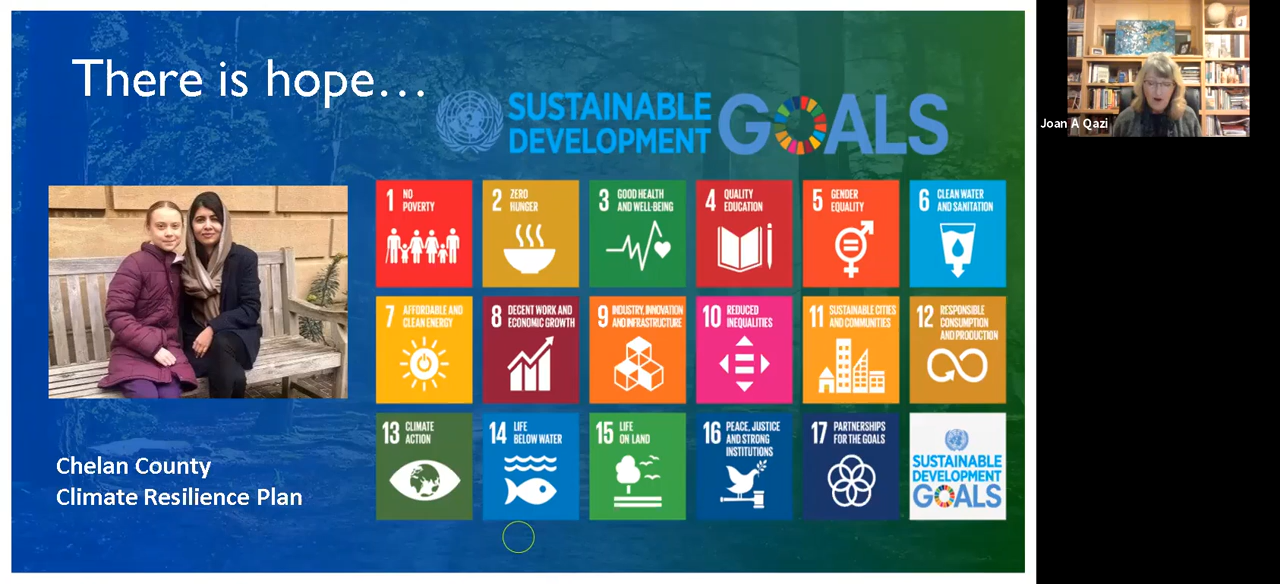 There is hope...
SUSTAINABLE
DEVELOPMENT
GOALS
1 NO
POVERTY
2 ZERO
HUNGER
3 GOOD HEALTH
AND WELL-BEING
4 QUALITY
EDUCATION
5 GENDER
EQUALITY
6 CLEAN WATER
AND SANITATION
7 AFFORDABLE AND
CLEAN ENERGY
8 DECENT WORK AND
ECONOMIC GROWTH
9 INDUSTRY, INNOVATION
AND INFRASTRUCTURE
10 REDUCED
INEQUALITIES
11 SUSTAINABLE CITIES
AND COMMUNITIES
12 RESPONSIBLE
CONSUMPTION
AND PRODUCTION
13 CLIMATE
ACTION
14 LIFE
BELOW WATER
15 LIFE
ON LAND
16 PEACE, JUSTICE
AND STRONG
INSTITUTIONS
17 PARTNERSHIPS
FOR THE GOALS
SUSTAINABLE
DEVELOPMENT
GOALS
Chelan County
Climate Resilience Plan
Joan A Qazi